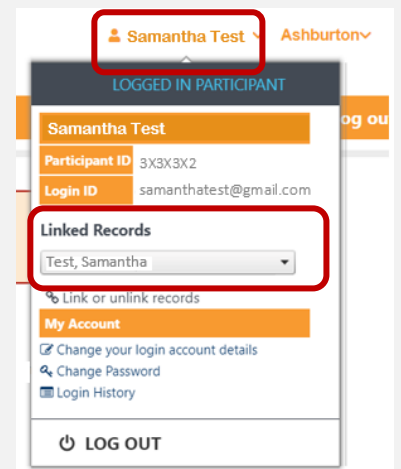 Samantha Test Ashburton
LOGGED IN PARTICIPANT
og ou
Samantha Test
Participant ID 3X3X3X2
Login ID samanthatest@gmail.com
Linked Records
Test, Samantha
Link or unlink records
My Account
Change your login account details
Change Password
Login History
LOG OUT